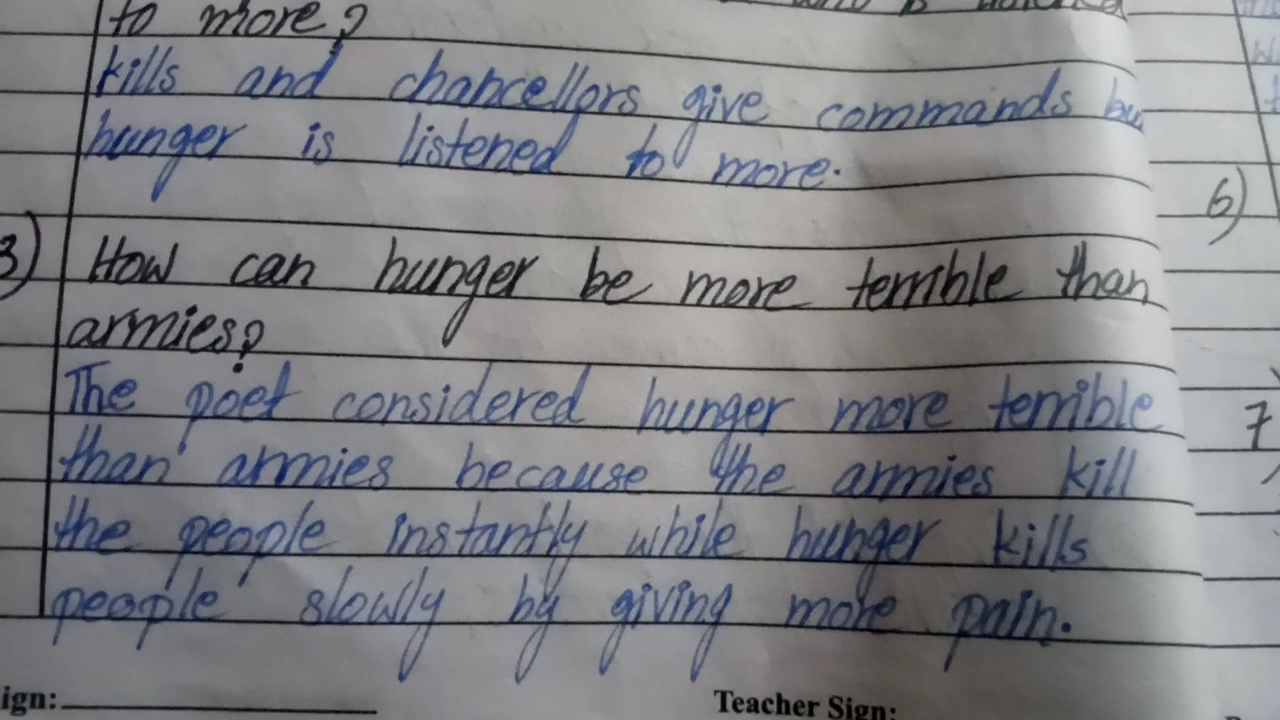 to more?
kills and chancellors give commands bu
hunger is listened to more.
3) How can hunger be more terrible than
armies?
The poet considered hunger more terrible
than armies because the armies kill
the people instantly while hunger kills
people slowly by giving more pain.
ign:
Teacher Sign:
6)
7